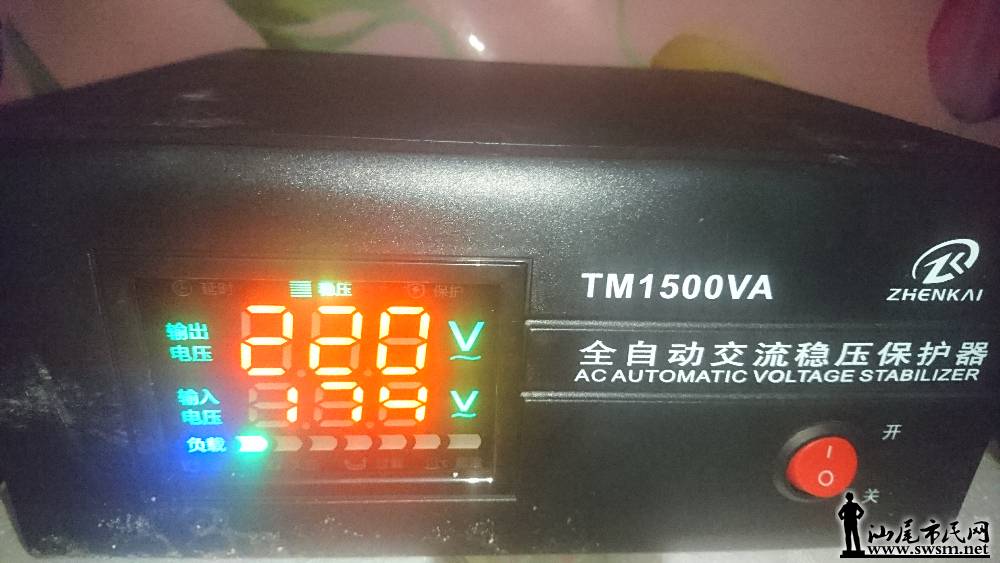 ZHENKAI
TM1500VA
延时 稳压 保护
输出
电压
220 V
输入
电压
174 V
负载
全自动交流稳压保护器
AC AUTOMATIC VOLTAGE STABILIZER
开
I
O
关
汕尾市民网
www.swsm.net